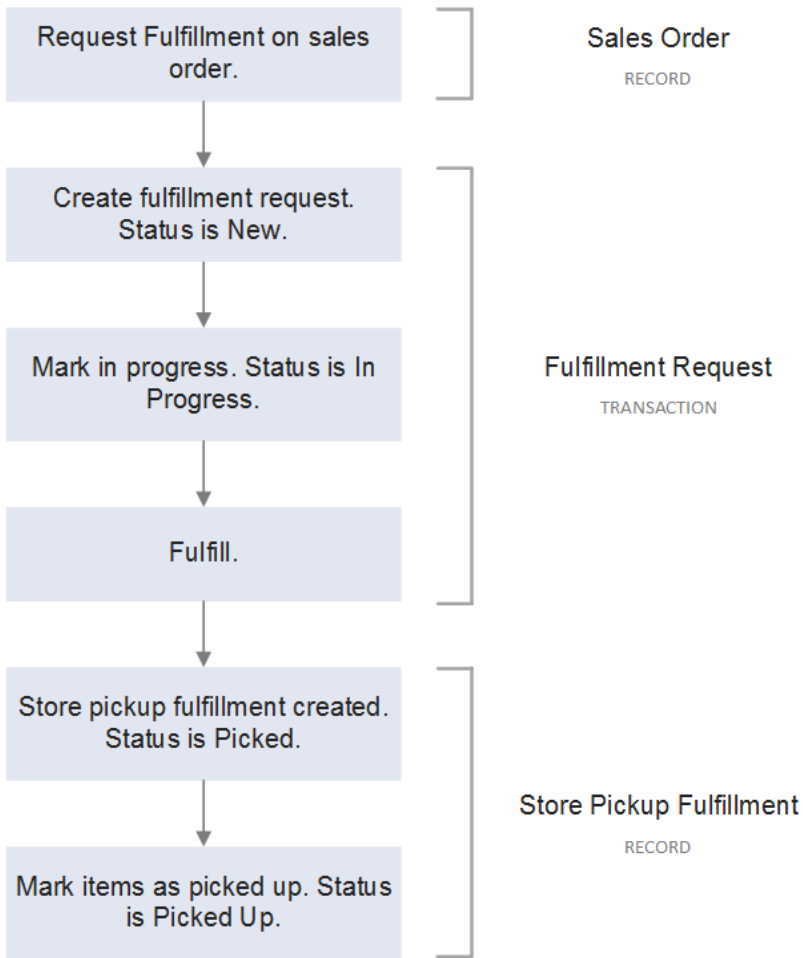 Request Fulfillment on sales
order.
Sales Order
RECORD
Create fulfillment request.
Status is New.
Mark in progress. Status is In
Progress.
Fulfillment Request
TRANSACTION
Fulfill.
Store pickup fulfillment created.
Status is Picked.
Store Pickup Fulfillment
RECORD
Mark items as picked up. Status
is Picked Up.